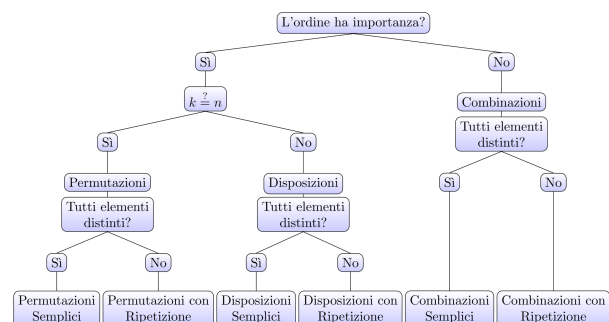 L'ordine ha importanza?
Sì
No
k ≟ n
Combinazioni
Tutti elementi
distinti?
Sì
No
Sì
No
Permutazioni
Disposizioni
Tutti elementi
distinti?
Tutti elementi
distinti?
Sì
No
Sì
No
Permutazioni
Semplici
Permutazioni con
Ripetizione
Disposizioni
Semplici
Disposizioni con
Ripetizione
Combinazioni
Semplici
Combinazioni con
Ripetizione